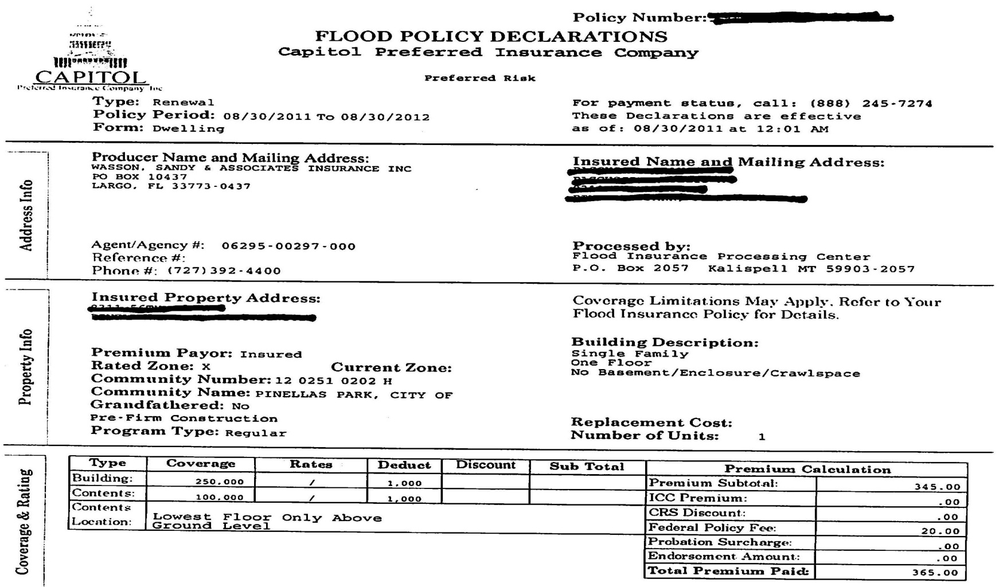 Policy Number:
FLOOD POLICY DECLARATIONS
Capitol Preferred Insurance Company
Preferred Risk
CAPITOL
Preferred Insurance Company Inc
Type: Renewal
Policy Period: 08/30/2011 To 08/30/2012
Form: Dwelling
For payment status, call: (888) 245-7274
These Declarations are effective
as of: 08/30/2011 at 12:01 AM
Address Info
Producer Name and Mailing Address:
WASSON, SANDY & ASSOCIATES INSURANCE INC
PO BOX 10437
LARGO, FL 33773-0437
Insured Name and Mailing Address:
Agent/Agency #: 06295-00297-000
Reference #:
Phone #: (727) 392-4400
Processed by:
Flood Insurance Processing Center
P.O. Box 2057 Kalispell MT 59903-2057
Property Info
Insured Property Address:
Coverage Limitations May Apply. Refer to Your
Flood Insurance Policy for Details.
Premium Payor: Insured
Rated Zone: X Current Zone:
Community Number: 12 0251 0202 H
Community Name: PINELLAS PARK, CITY OF
Grandfathered: No
Pre-Firm Construction
Program Type: Regular
Building Description:
Single Family
One Floor
No Basement/Enclosure/Crawlspace
Replacement Cost:
Number of Units: 1
Coverage & Rating
Type Coverage Rates Deduct Discount Sub Total
Building: 250,000 / 1,000
Contents: 100,000 / 1,000
Contents
Location: Lowest Floor Only Above
Ground Level
Premium Calculation
Premium Subtotal: 345.00
ICC Premium: .00
CRS Discount: .00
Federal Policy Fee: 20.00
Probation Surcharge: .00
Endorsement Amount: .00
Total Premium Paid: 365.00